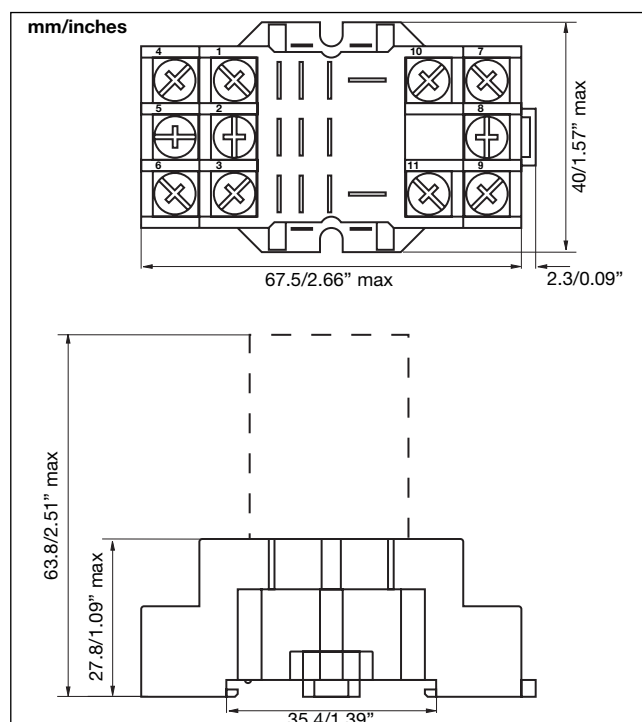 mm/inches
4 1 10 7
5 2 8
6 3 11 9
40/1.57” max
67.5/2.66” max 2.3/0.09”
63.8/2.51” max
27.8/1.09” max
35.4/1.39”